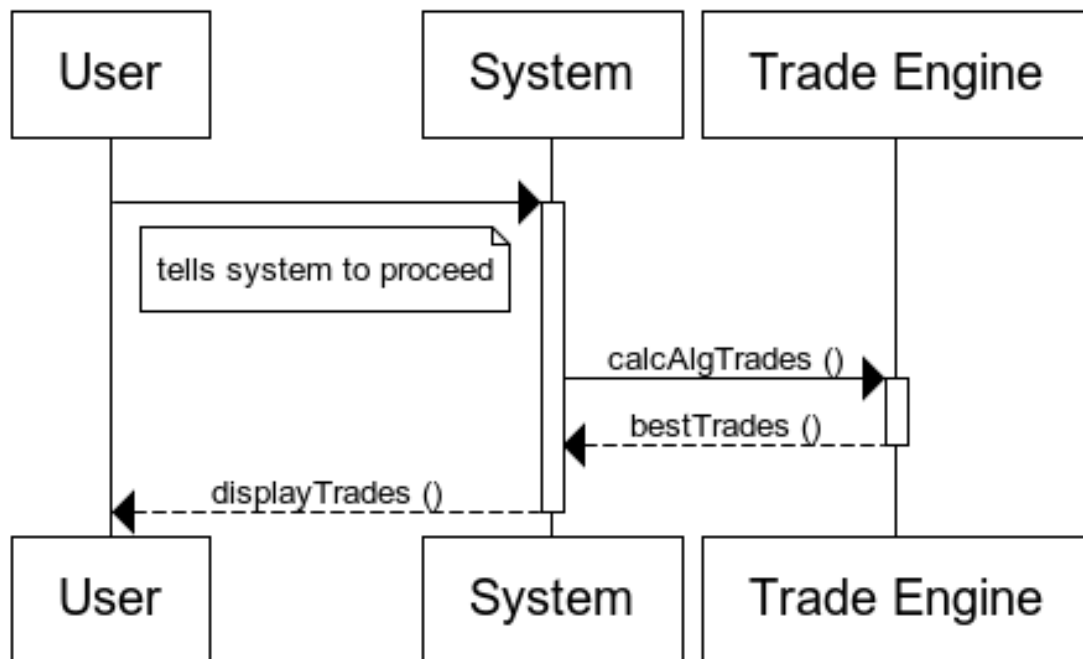 User
System
Trade Engine
tells system to proceed
calcAlgTrades ()
bestTrades ()
displayTrades ()
User
System
Trade Engine